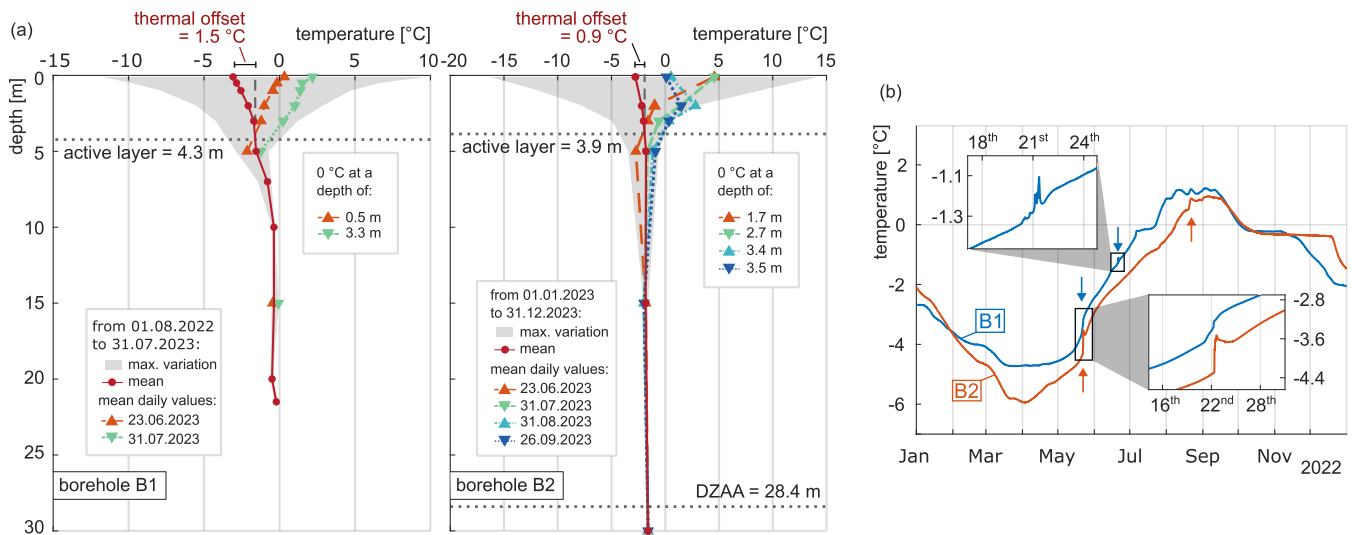 (a)
thermal offset
= 1.5 °C
temperature [°C]
-15 -10 -5 0 5 10
depth [m]
0
5
10
15
20
25
30
active layer = 4.3 m
0 °C at a
depth of:
0.5 m
3.3 m
from 01.08.2022
to 31.07.2023:
max. variation
mean
mean daily values:
23.06.2023
31.07.2023
borehole B1
thermal offset
= 0.9 °C
temperature [°C]
-20 -15 -10 -5 0 5 10 15
active layer = 3.9 m
0 °C at a
depth of:
1.7 m
2.7 m
3.4 m
3.5 m
from 01.01.2023
to 31.12.2023:
max. variation
mean
mean daily values:
23.06.2023
31.07.2023
31.08.2023
26.09.2023
borehole B2
DZAA = 28.4 m
(b)
temperature [°C]
2
0
-2
-4
-6
18th 21st 24th
-1.1
-1.3
B1
B2
-2.8
-3.6
-4.4
16th 22nd 28th
Jan Mar May Jul Sep Nov
2022